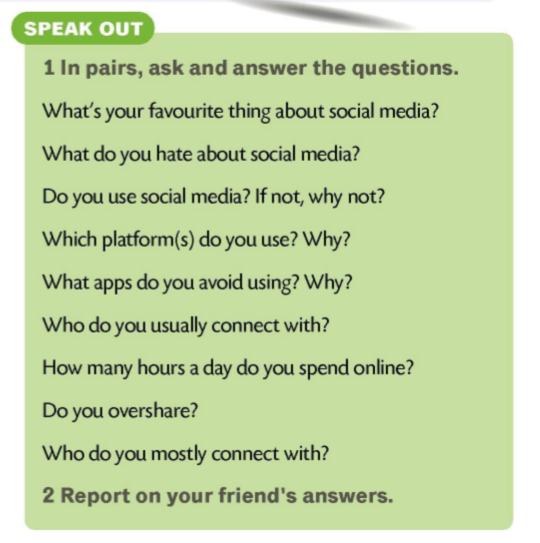 SPEAK OUT
1 In pairs, ask and answer the questions.
What's your favourite thing about social media?
What do you hate about social media?
Do you use social media? If not, why not?
Which platform(s) do you use? Why?
What apps do you avoid using? Why?
Who do you usually connect with?
How many hours a day do you spend online?
Do you overshare?
Who do you mostly connect with?
2 Report on your friend's answers.